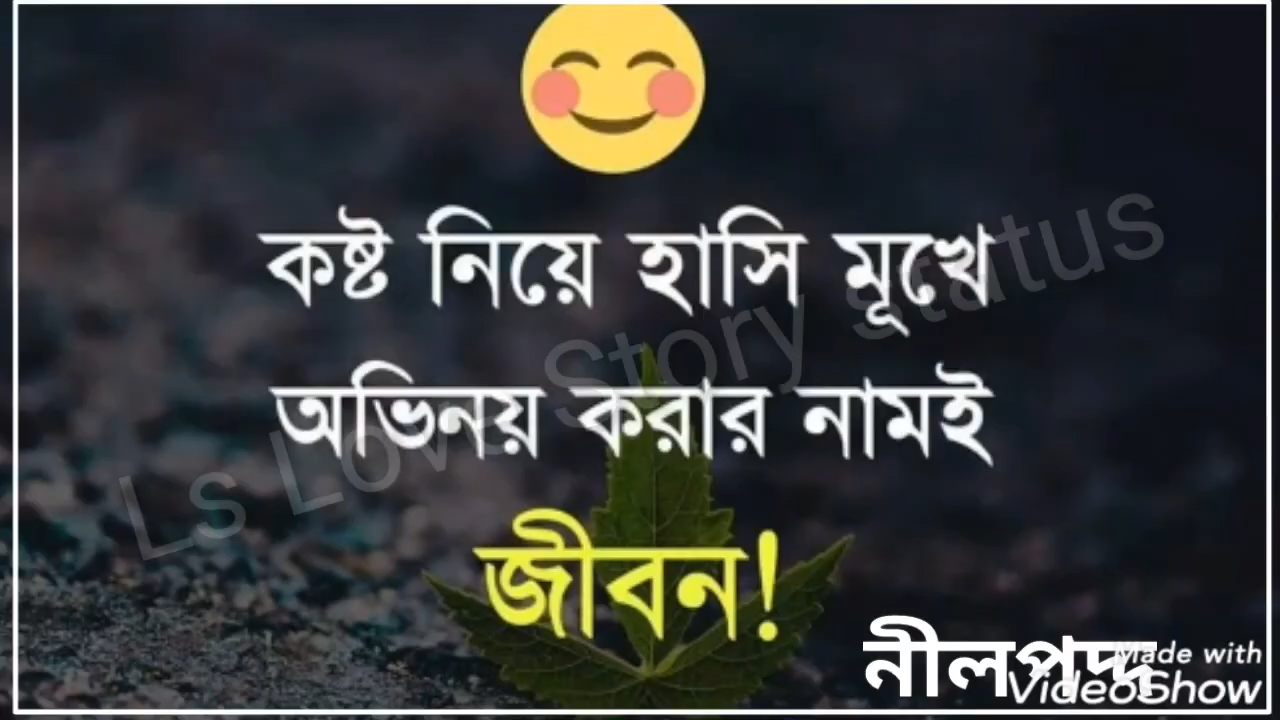 কষ্ট নিয়ে হাসি মূখে
অভিনয় করার নামই
জীবন!
Ls Love Story status
নীলপদ্ম
Made with
VideoShow